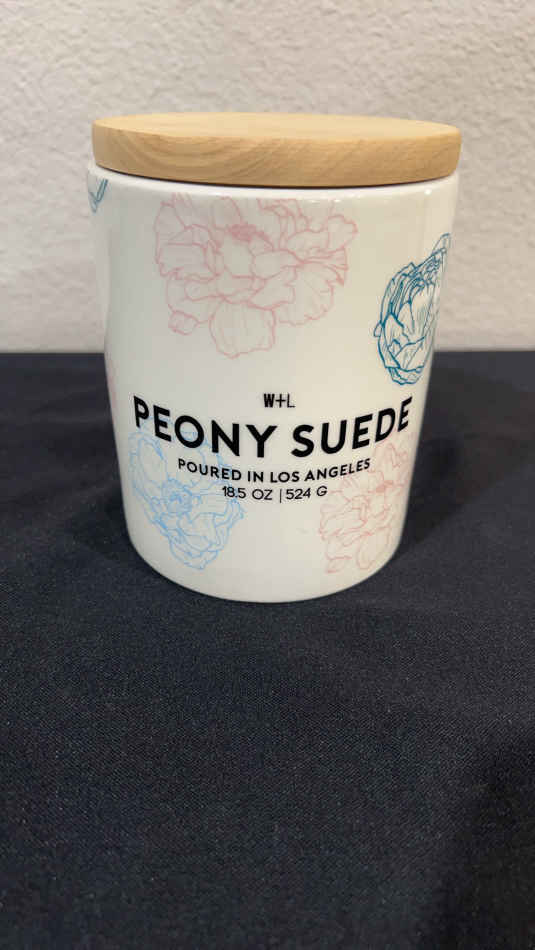 W+L
PEONY SUEDE
POURED IN LOS ANGELES
18.5 OZ | 524 G